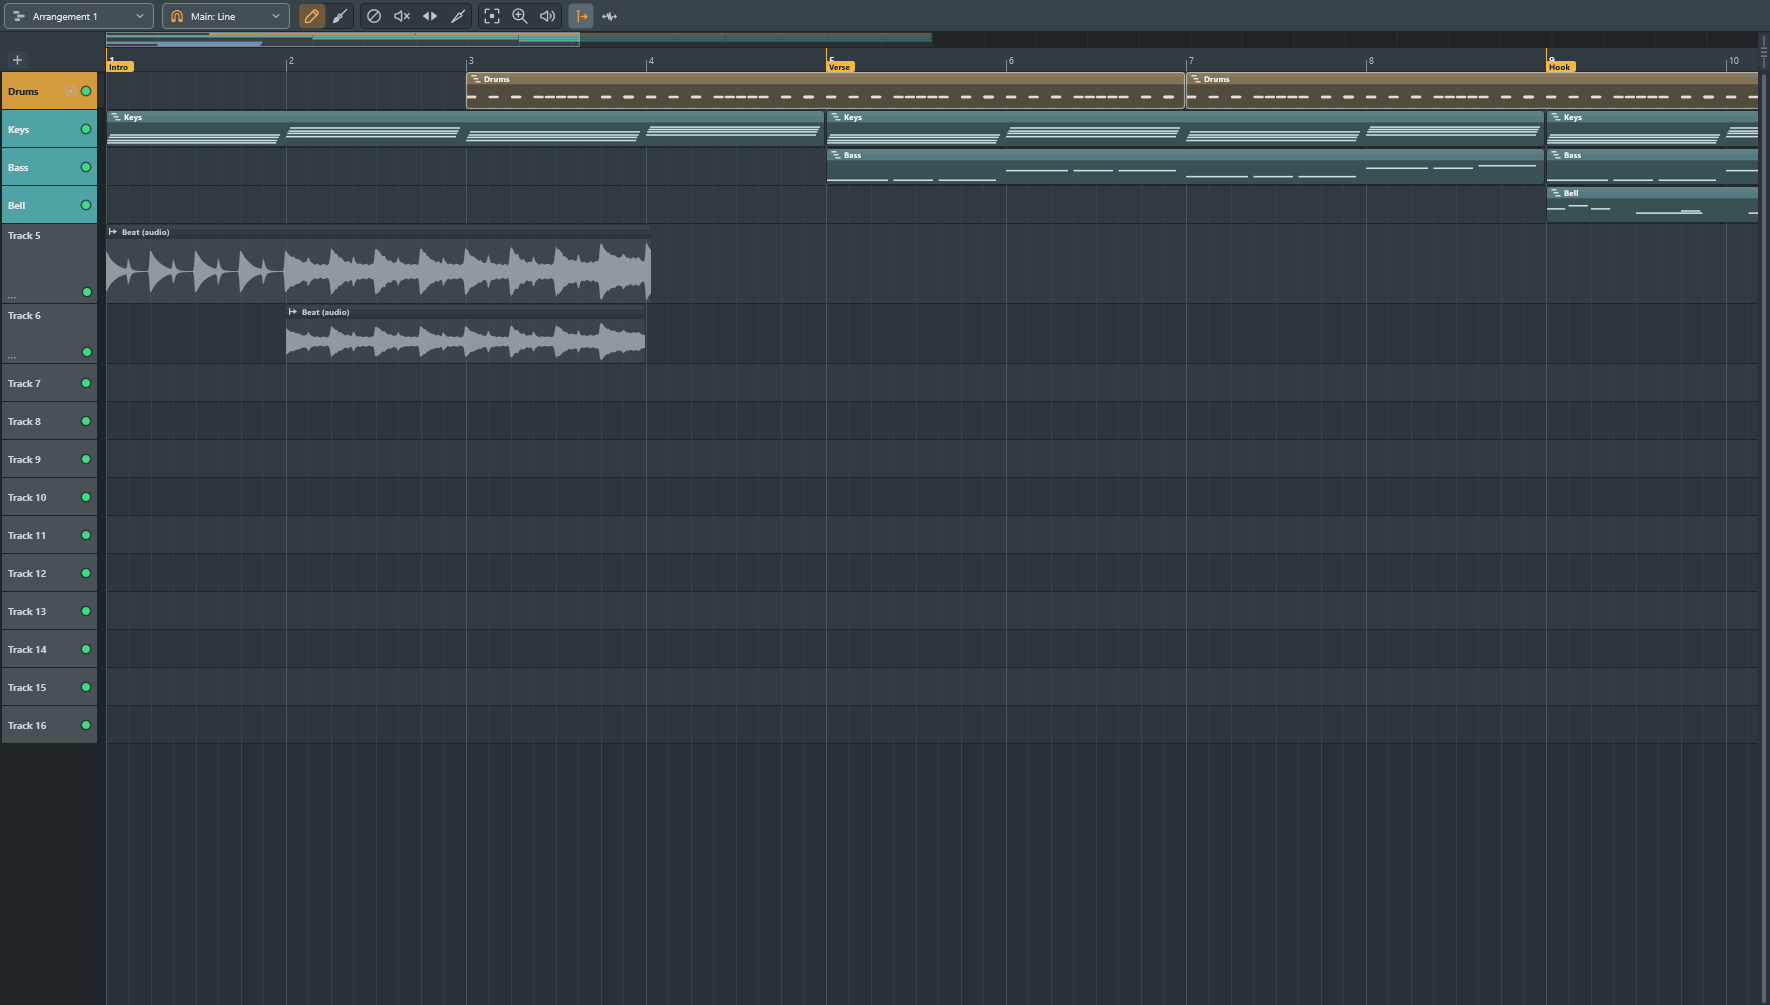 Arrangement 1
Main: Line
1 2 3 4 5 6 7 8 9 10
Intro Verse Hook
Drums
Drums
Drums
Keys
Keys
Keys
Keys
Bass
Bass
Bass
Bell
Bell
Track 5
Beat (audio)
...
Track 6
Beat (audio)
...
Track 7
Track 8
Track 9
Track 10
Track 11
Track 12
Track 13
Track 14
Track 15
Track 16